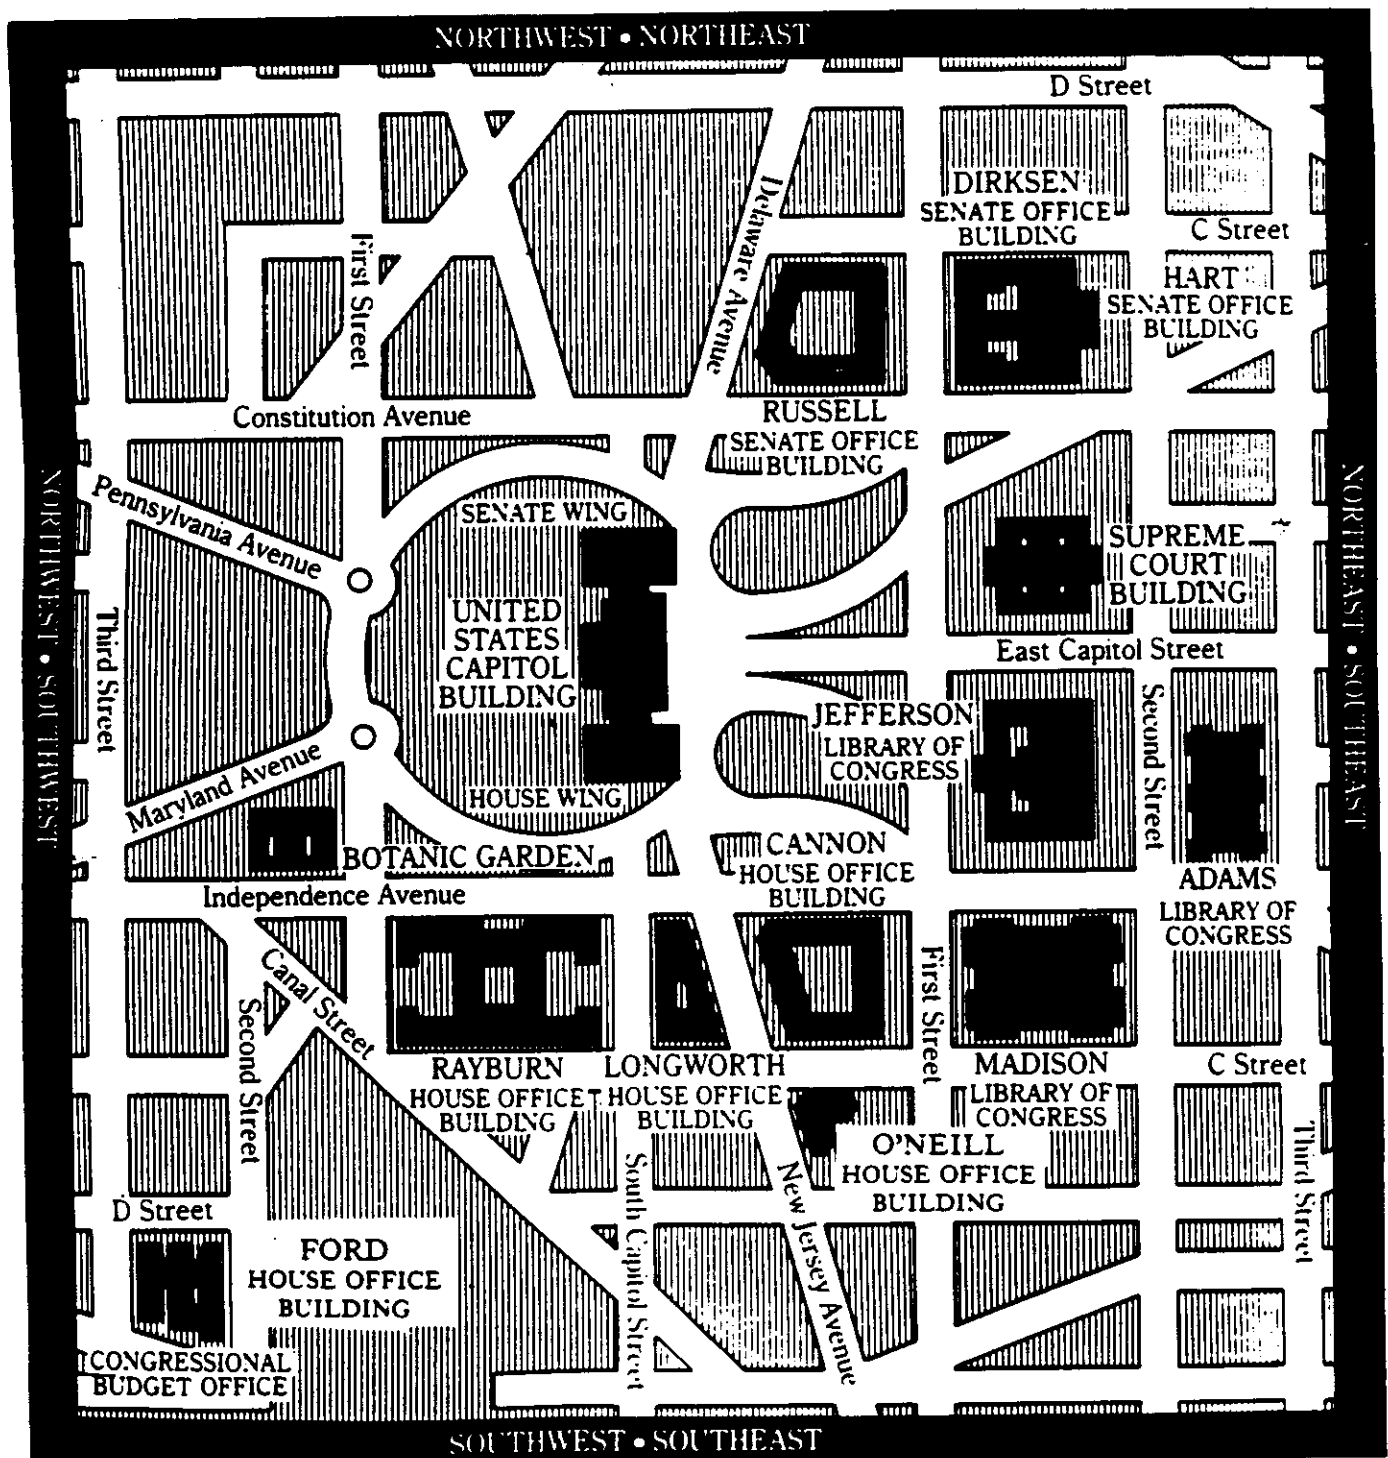 NORTHWEST • NORTHEAST
D Street
DIRKSEN
SENATE OFFICE
BUILDING
Delaware Avenue
C Street
First Street
HART
SENATE OFFICE
BUILDING
Constitution Avenue
RUSSELL
SENATE OFFICE
BUILDING
NORTHWEST • SOUTHWEST
NORTHEAST • SOUTHEAST
Pennsylvania Avenue
SENATE WING
SUPREME
COURT
BUILDING
UNITED
STATES
CAPITOL
BUILDING
Third Street
East Capitol Street
JEFFERSON
LIBRARY OF
CONGRESS
Second Street
Maryland Avenue
HOUSE WING
BOTANIC GARDEN
CANNON
HOUSE OFFICE
BUILDING
ADAMS
LIBRARY OF
CONGRESS
Independence Avenue
Canal Street
First Street
Second Street
RAYBURN
HOUSE OFFICE
BUILDING
LONGWORTH
HOUSE OFFICE
BUILDING
MADISON
LIBRARY OF
CONGRESS
C Street
O'NEILL
HOUSE OFFICE
BUILDING
South Capitol Street
New Jersey Avenue
Third Street
D Street
FORD
HOUSE OFFICE
BUILDING
CONGRESSIONAL
BUDGET OFFICE
SOUTHWEST • SOUTHEAST